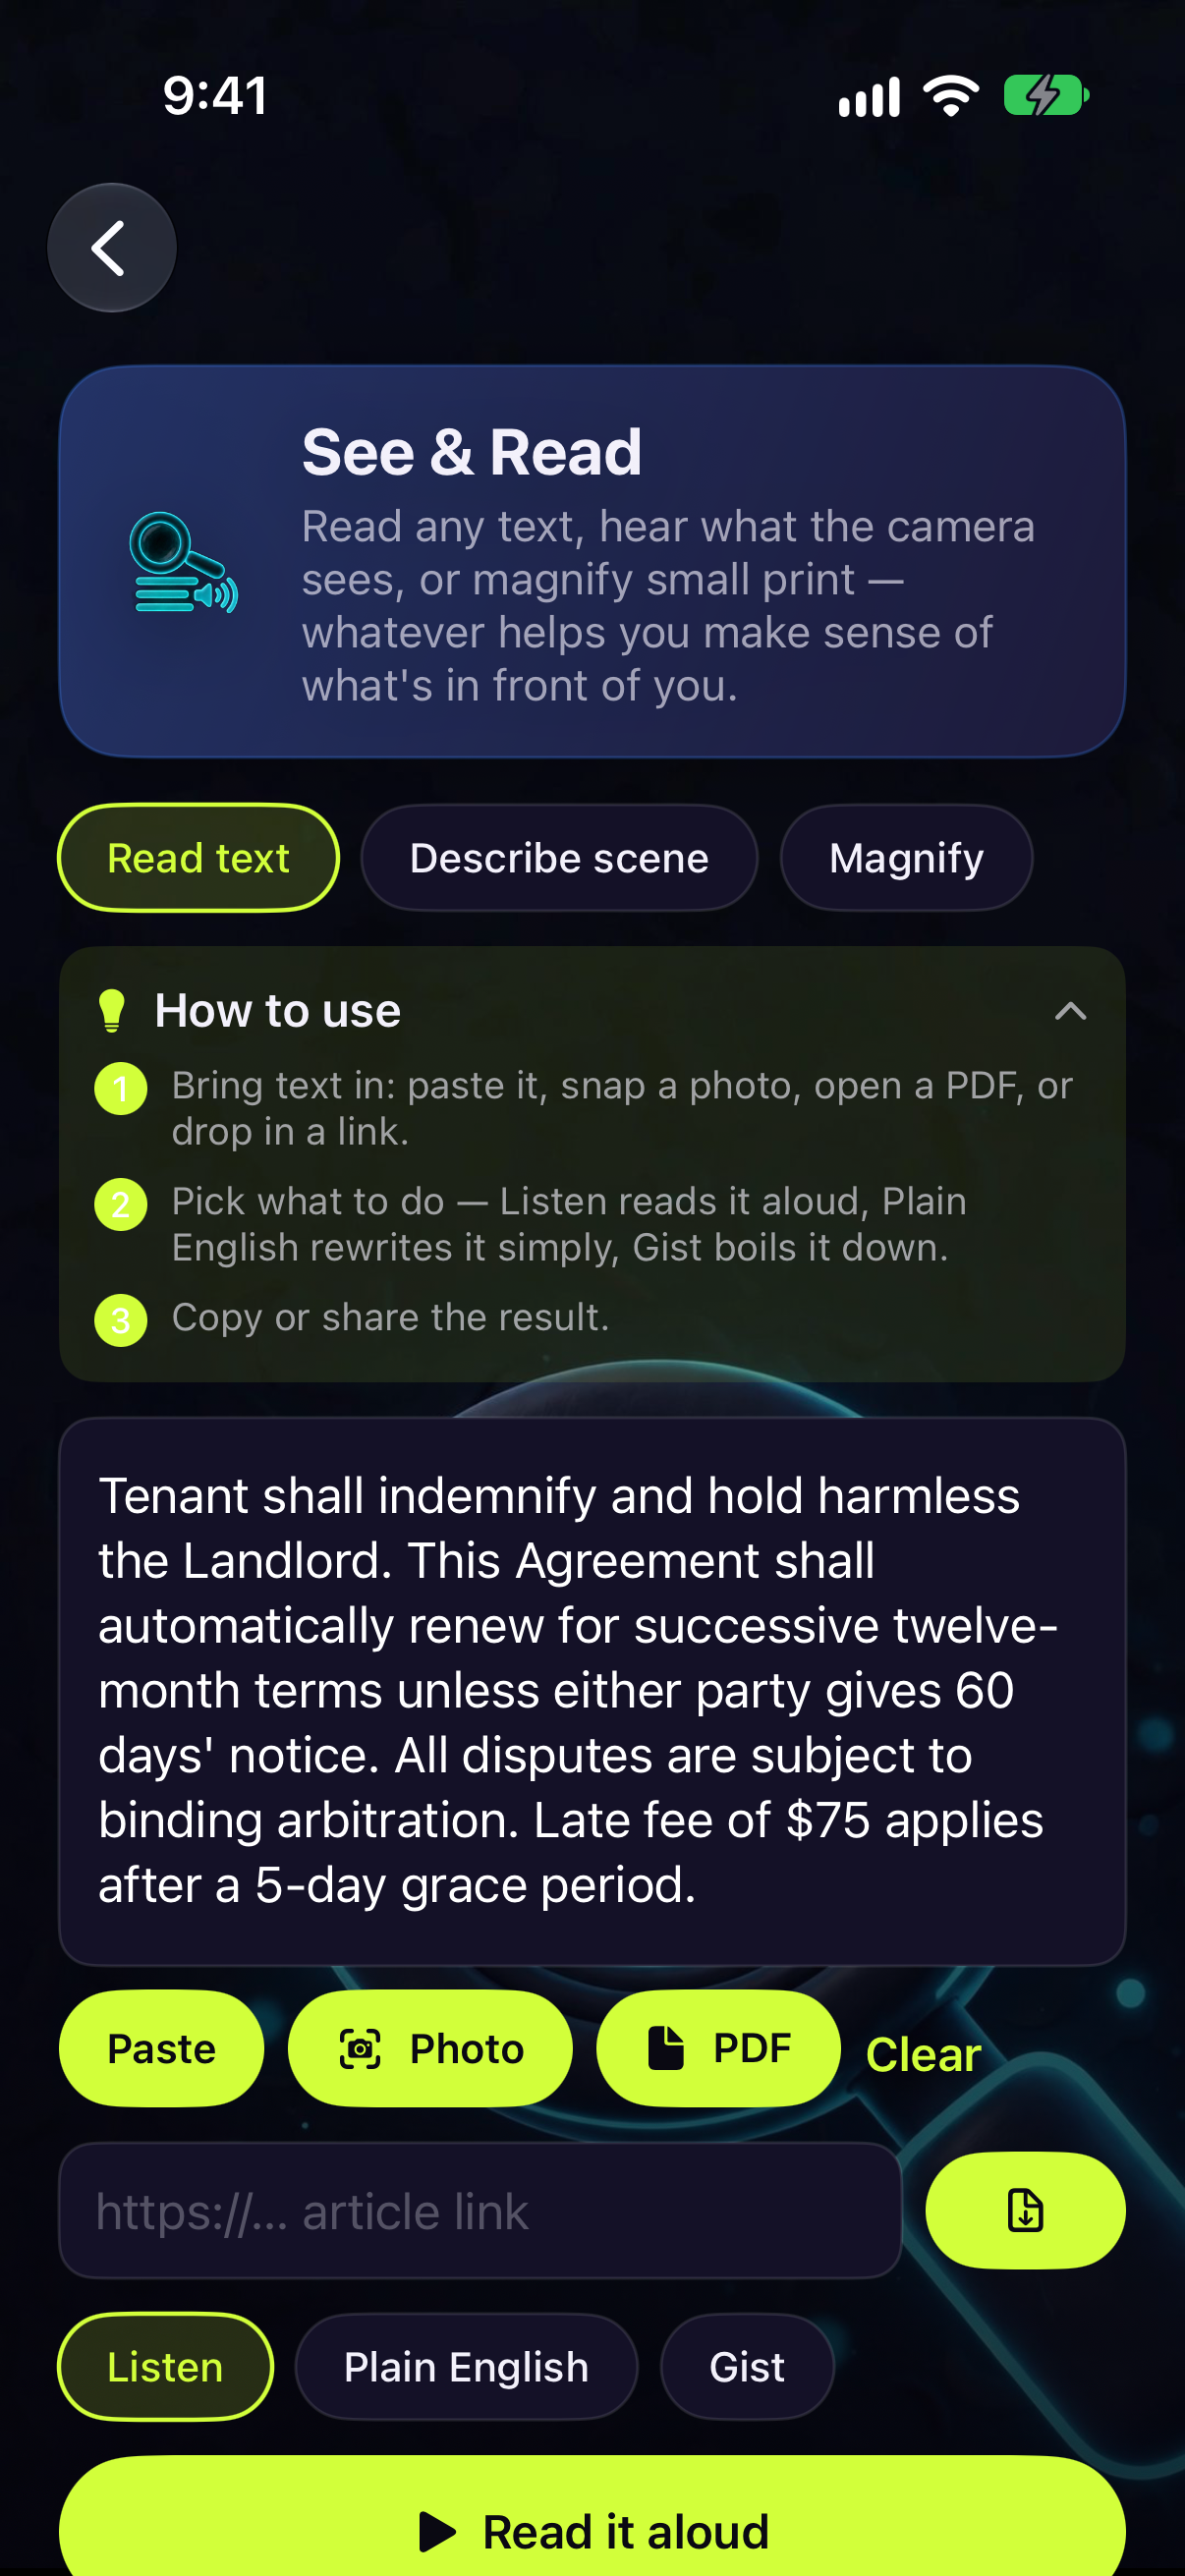 9:41
See & Read
Read any text, hear what the camera
sees, or magnify small print —
whatever helps you make sense of
what's in front of you.
Read text
Describe scene
Magnify
How to use
1 Bring text in: paste it, snap a photo, open a PDF, or
drop in a link.
2 Pick what to do — Listen reads it aloud, Plain
English rewrites it simply, Gist boils it down.
3 Copy or share the result.
Tenant shall indemnify and hold harmless
the Landlord. This Agreement shall
automatically renew for successive twelve-
month terms unless either party gives 60
days' notice. All disputes are subject to
binding arbitration. Late fee of $75 applies
after a 5-day grace period.
Paste
Photo
PDF
Clear
https://... article link
Listen
Plain English
Gist
Read it aloud